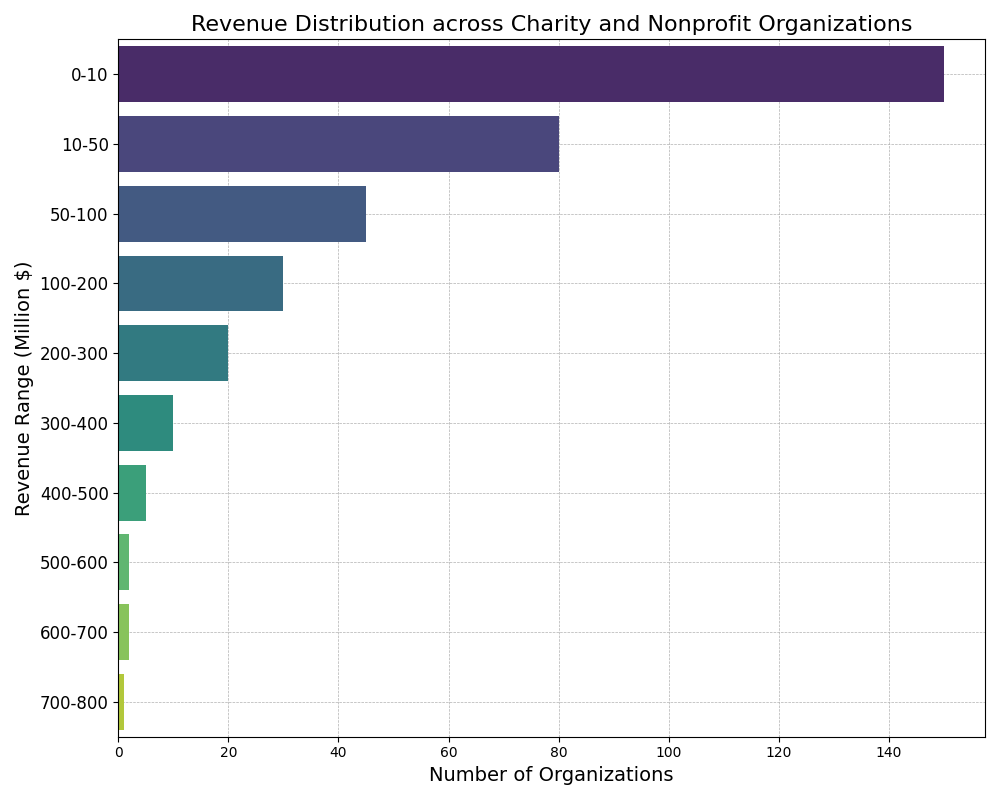 Revenue Distribution across Charity and Nonprofit Organizations
Revenue Range (Million $)
0-10
10-50
50-100
100-200
200-300
300-400
400-500
500-600
600-700
700-800
0 20 40 60 80 100 120 140
Number of Organizations